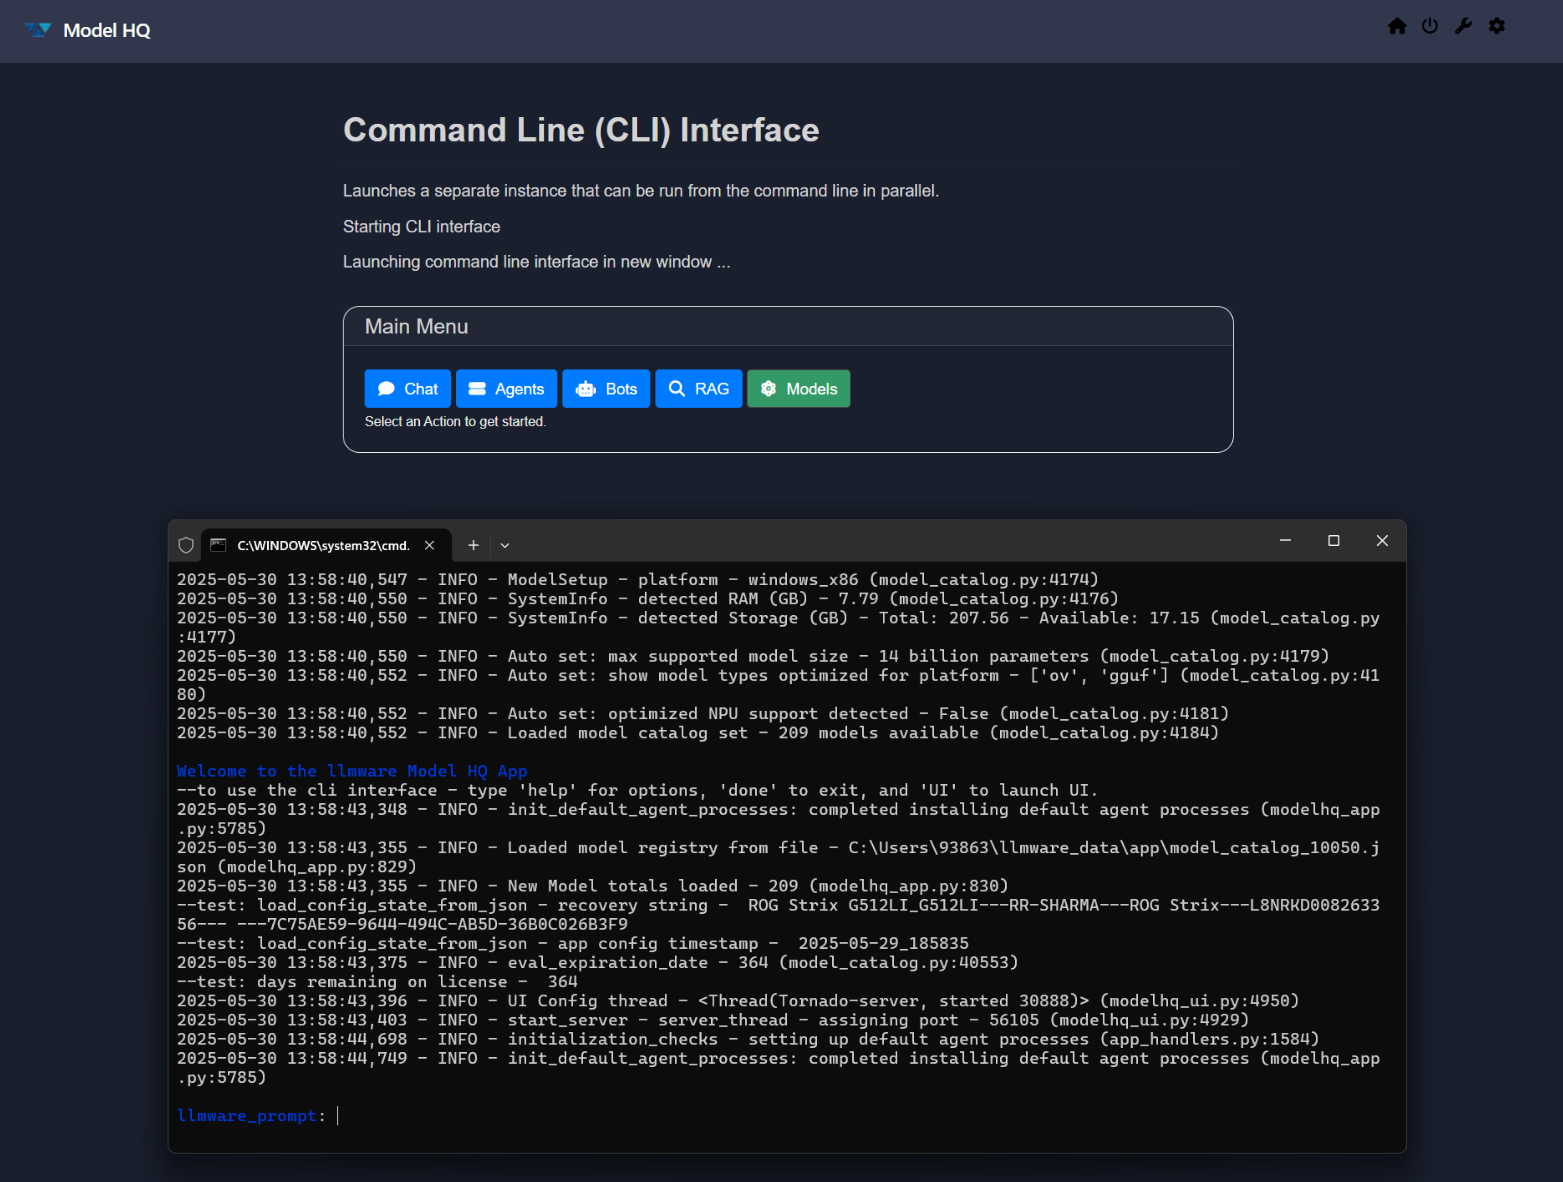 Model HQ
Command Line (CLI) Interface
Launches a separate instance that can be run from the command line in parallel.
Starting CLI interface
Launching command line interface in new window ...
Main Menu
Chat
Agents
Bots
RAG
Models
Select an Action to get started.
C:\WINDOWS\system32\cmd.
2025-05-30 13:58:40,547 - INFO - ModelSetup - platform - windows_x86 (model_catalog.py:4174)
2025-05-30 13:58:40,550 - INFO - SystemInfo - detected RAM (GB) - 7.79 (model_catalog.py:4176)
2025-05-30 13:58:40,550 - INFO - SystemInfo - detected Storage (GB) - Total: 207.56 - Available: 17.15 (model_catalog.py
:4177)
2025-05-30 13:58:40,550 - INFO - Auto set: max supported model size - 14 billion parameters (model_catalog.py:4179)
2025-05-30 13:58:40,552 - INFO - Auto set: show model types optimized for platform - ['ov', 'gguf'] (model_catalog.py:41
80)
2025-05-30 13:58:40,552 - INFO - Auto set: optimized NPU support detected - False (model_catalog.py:4181)
2025-05-30 13:58:40,552 - INFO - Loaded model catalog set - 209 models available (model_catalog.py:4184)
Welcome to the llmware Model HQ App
--to use the cli interface - type 'help' for options, 'done' to exit, and 'UI' to launch UI.
2025-05-30 13:58:43,348 - INFO - init_default_agent_processes: completed installing default agent processes (modelhq_app
.py:5785)
2025-05-30 13:58:43,355 - INFO - Loaded model registry from file - C:\Users\93863\llmware_data\app\model_catalog_10050.j
son (modelhq_app.py:829)
2025-05-30 13:58:43,355 - INFO - New Model totals loaded - 209 (modelhq_app.py:830)
--test: load_config_state_from_json - recovery string -  ROG Strix G512LI_G512LI---RR-SHARMA---ROG Strix---L8NRKD0082633
56--- ---7C75AE59-9644-494C-AB5D-36B0C026B3F9
--test: load_config_state_from_json - app config timestamp -  2025-05-29_185835
2025-05-30 13:58:43,375 - INFO - eval_expiration_date - 364 (model_catalog.py:40553)
--test: days remaining on license -  364
2025-05-30 13:58:43,396 - INFO - UI Config thread - <Thread(Tornado-server, started 30888)> (modelhq_ui.py:4950)
2025-05-30 13:58:43,403 - INFO - start_server - server_thread - assigning port - 56105 (modelhq_ui.py:4929)
2025-05-30 13:58:44,698 - INFO - initialization_checks - setting up default agent processes (app_handlers.py:1584)
2025-05-30 13:58:44,749 - INFO - init_default_agent_processes: completed installing default agent processes (modelhq_app
.py:5785)
llmware_prompt: